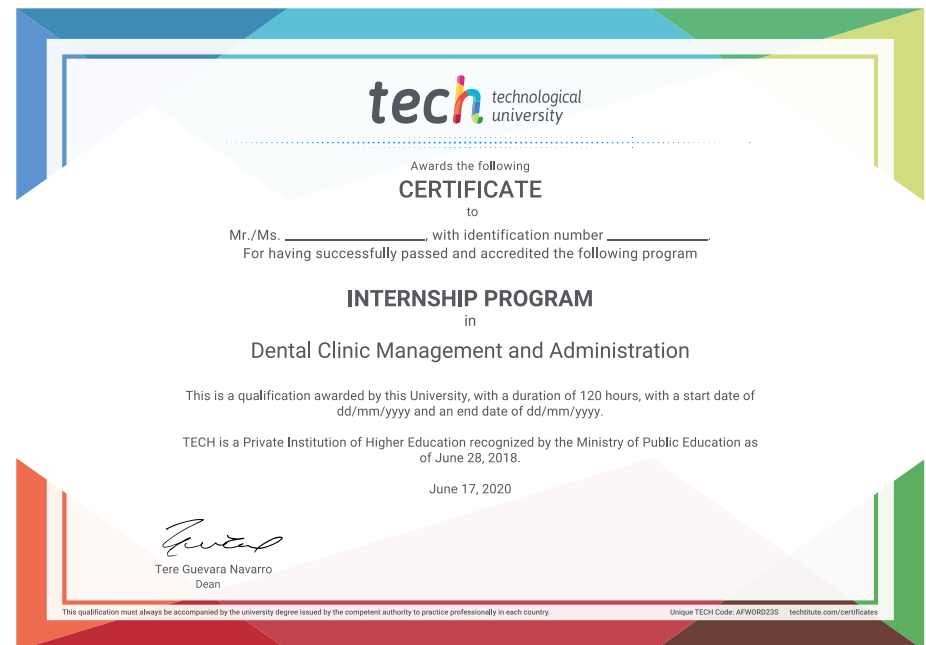 tech technological
university
Awards the following
CERTIFICATE
to
Mr./Ms. ____________________, with identification number ______________.
For having successfully passed and accredited the following program
INTERNSHIP PROGRAM
in
Dental Clinic Management and Administration
This is a qualification awarded by this University, with a duration of 120 hours, with a start date of
dd/mm/yyyy and an end date of dd/mm/yyyy.
TECH is a Private Institution of Higher Education recognized by the Ministry of Public Education as
of June 28, 2018.
June 17, 2020
Tere Guevara Navarro
Dean
This qualification must always be accompanied by the university degree issued by the competent authority to practice professionally in each country.
Unique TECH Code: AFWORD23S techtitute.com/certificates